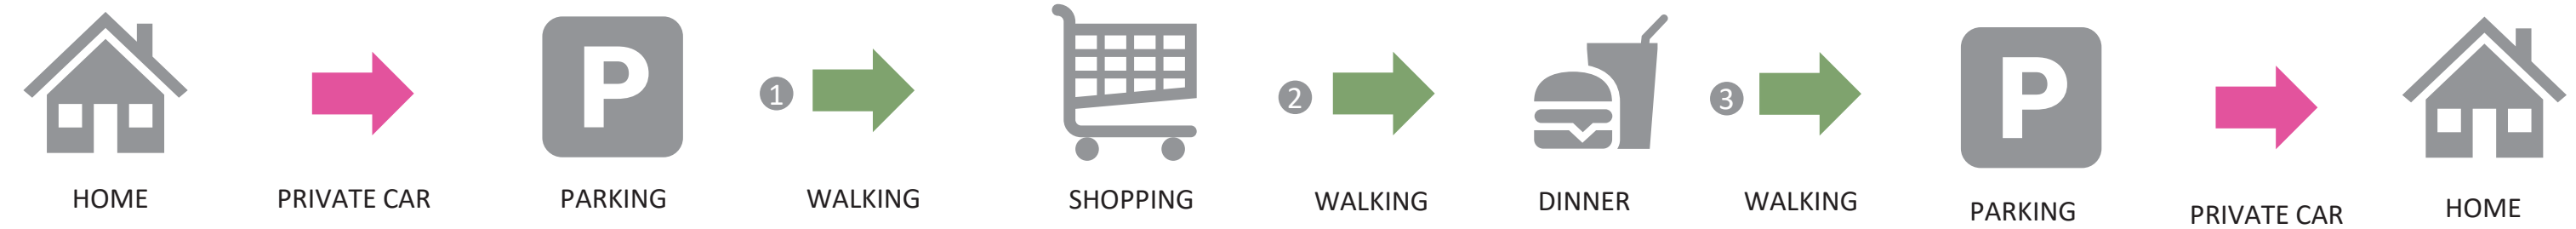 P
1
2
3
P
HOME
PRIVATE CAR
PARKING
WALKING
SHOPPING
WALKING
DINNER
WALKING
PARKING
PRIVATE CAR
HOME